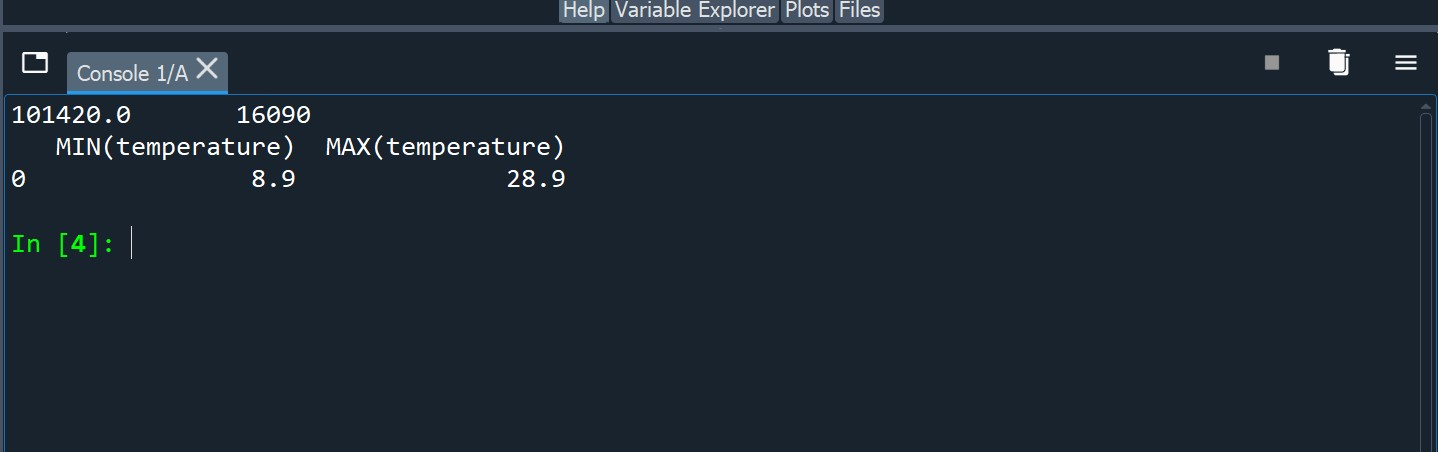 Help Variable Explorer Plots Files
Console 1/A
101420.0       16090
   MIN(temperature)  MAX(temperature)
0               8.9              28.9
In [4]: